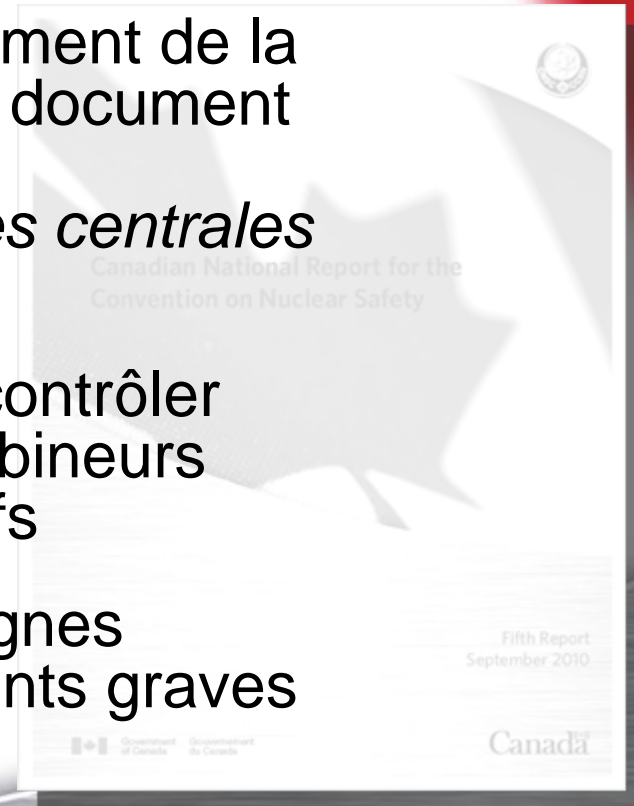 ment de la
document
es centrales
Canadian National Report for the
Convention on Nuclear Safety
contrôler
bineurs
fs
gnes
nts graves
Fifth Report
September 2010
Government of Canada
Gouvernement du Canada
Canada